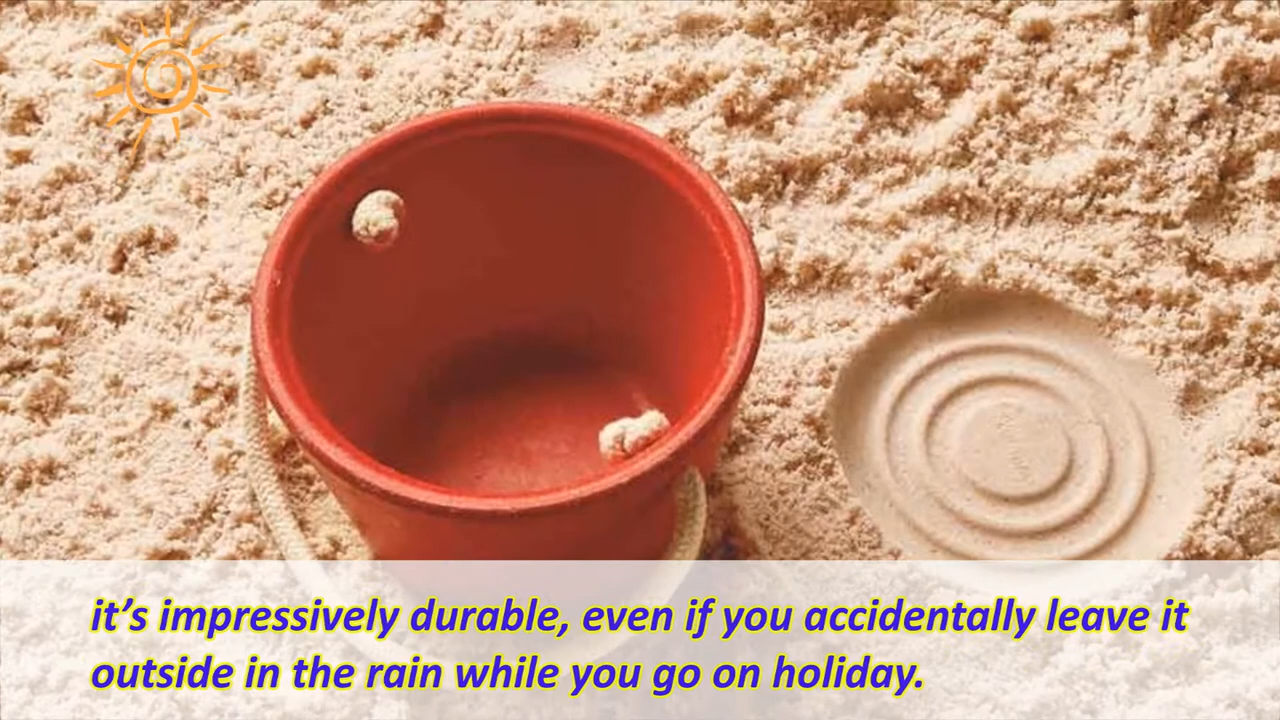 it’s impressively durable, even if you accidentally leave it
outside in the rain while you go on holiday.